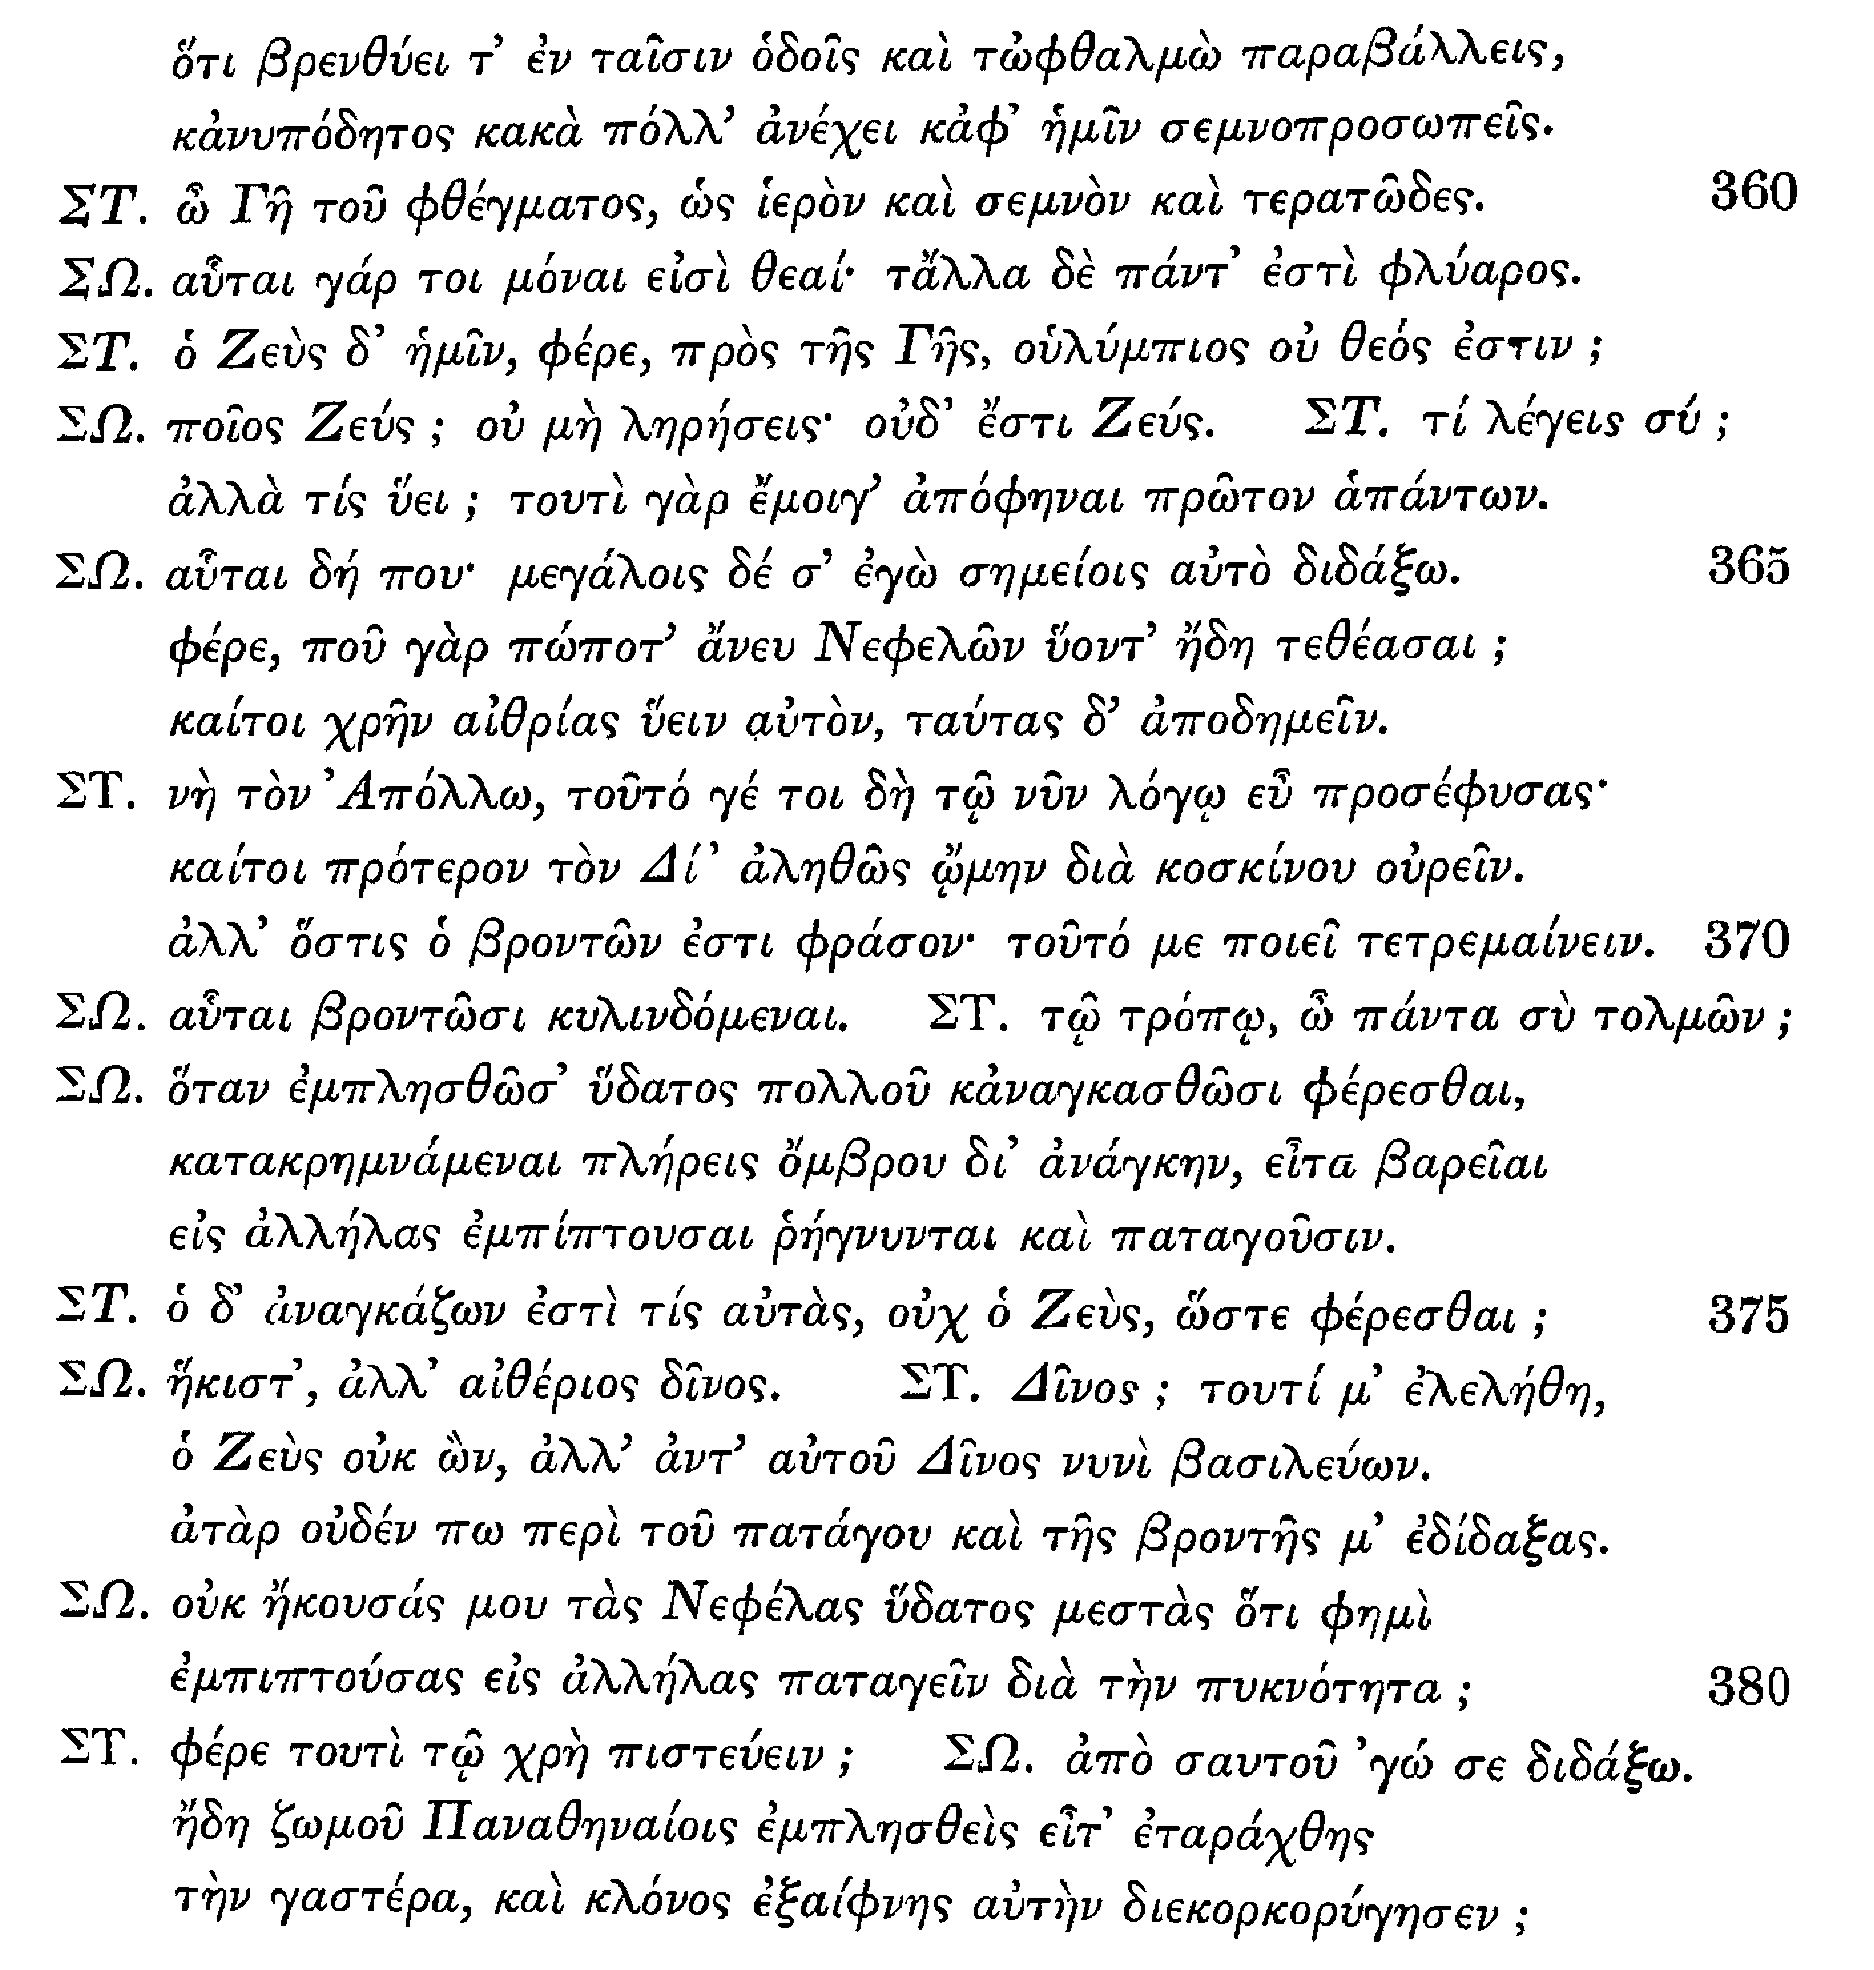 ὅτι βρενθύει τ’ ἐν ταῖσιν ὁδοῖς καὶ τὠφθαλμὼ παραβάλλεις,
κἀνυπόδητος κακὰ πόλλ’ ἀνέχει κἀφ’ ἡμῖν σεμνοπροσωπεῖς.
ΣΤ. ὦ Γῆ τοῦ φθέγματος, ὡς ἱερὸν καὶ σεμνὸν καὶ τερατῶδες. 360
ΣΩ. αὗται γάρ τοι μόναι εἰσὶ θεαί· τἄλλα δὲ πάντ’ ἐστὶ φλύαρος.
ΣΤ. ὁ Ζεὺς δ’ ἡμῖν, φέρε, πρὸς τῆς Γῆς, οὑλύμπιος οὐ θεός ἐστιν ;
ΣΩ. ποῖος Ζεύς ; οὐ μὴ ληρήσεις· οὐδ’ ἔστι Ζεύς. ΣΤ. τί λέγεις σύ ;
ἀλλὰ τίς ὕει ; τουτὶ γὰρ ἔμοιγ’ ἀπόφηναι πρῶτον ἁπάντων.
ΣΩ. αὗται δή που· μεγάλοις δέ σ’ ἐγὼ σημείοις αὐτὸ διδάξω. 365
φέρε, ποῦ γὰρ πώποτ’ ἄνευ Νεφελῶν ὕοντ’ ἤδη τεθέασαι ;
καίτοι χρῆν αἰθρίας ὕειν αὐτὸν, ταύτας δ’ ἀποδημεῖν.
ΣΤ. νὴ τὸν Ἀπόλλω, τοῦτό γέ τοι δὴ τῷ νῦν λόγῳ εὖ προσέφυσας·
καίτοι πρότερον τὸν Δί’ ἀληθῶς ᾤμην διὰ κοσκίνου οὐρεῖν.
ἀλλ’ ὅστις ὁ βροντῶν ἐστι φράσον· τοῦτό με ποιεῖ τετρεμαίνειν. 370
ΣΩ. αὗται βροντῶσι κυλινδόμεναι. ΣΤ. τῷ τρόπῳ, ὦ πάντα σὺ τολμῶν ;
ΣΩ. ὅταν ἐμπλησθῶσ’ ὕδατος πολλοῦ κἀναγκασθῶσι φέρεσθαι,
κατακρημνάμεναι πλήρεις ὄμβρου δι’ ἀνάγκην, εἶτα βαρεῖαι
εἰς ἀλλήλας ἐμπίπτουσαι ῥήγνυνται καὶ παταγοῦσιν.
ΣΤ. ὁ δ’ ἀναγκάζων ἐστὶ τίς αὐτὰς, οὐχ ὁ Ζεὺς, ὥστε φέρεσθαι ; 375
ΣΩ. ἥκιστ’, ἀλλ’ αἰθέριος δῖνος. ΣΤ. Δῖνος ; τουτί μ’ ἐλελήθη,
ὁ Ζεὺς οὐκ ὢν, ἀλλ’ ἀντ’ αὐτοῦ Δῖνος νυνὶ βασιλεύων.
ἀτὰρ οὐδέν πω περὶ τοῦ πατάγου καὶ τῆς βροντῆς μ’ ἐδίδαξας.
ΣΩ. οὐκ ἤκουσάς μου τὰς Νεφέλας ὕδατος μεστὰς ὅτι φημὶ
ἐμπιπτούσας εἰς ἀλλήλας παταγεῖν διὰ τὴν πυκνότητα ; 380
ΣΤ. φέρε τουτὶ τῷ χρὴ πιστεύειν ; ΣΩ. ἀπὸ σαυτοῦ ’γώ σε διδάξω.
ἤδη ζωμοῦ Παναθηναίοις ἐμπλησθεὶς εἶτ’ ἐταράχθης
τὴν γαστέρα, καὶ κλόνος ἐξαίφνης αὐτὴν διεκορκορύγησεν ;